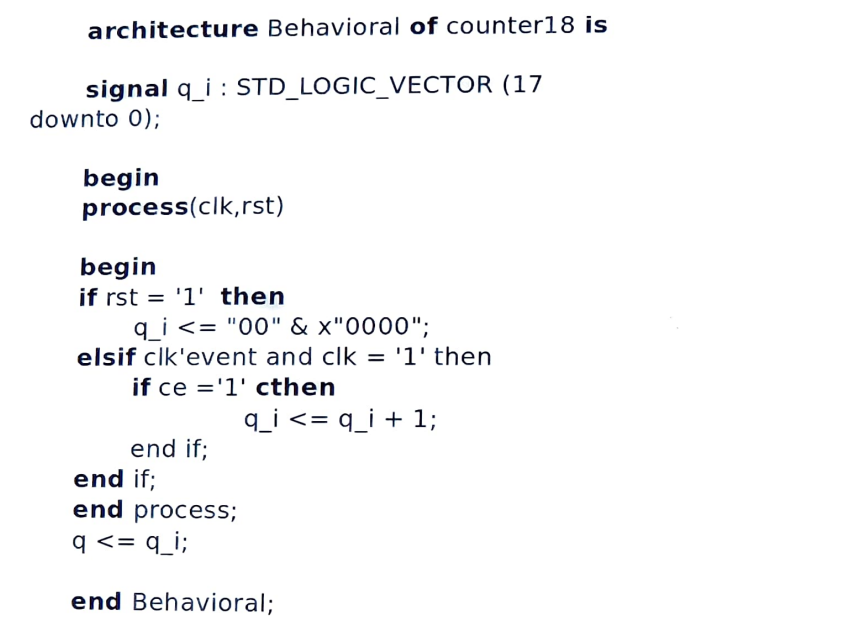 architecture Behavioral of counter18 is
signal q_i : STD_LOGIC_VECTOR (17
downto 0);
begin
process(clk,rst)
begin
if rst = '1' then
q_i <= "00" & x"0000";
elsif clk'event and clk = '1' then
if ce ='1' cthen
q_i <= q_i + 1;
end if;
end if;
end process;
q <= q_i;
end Behavioral;